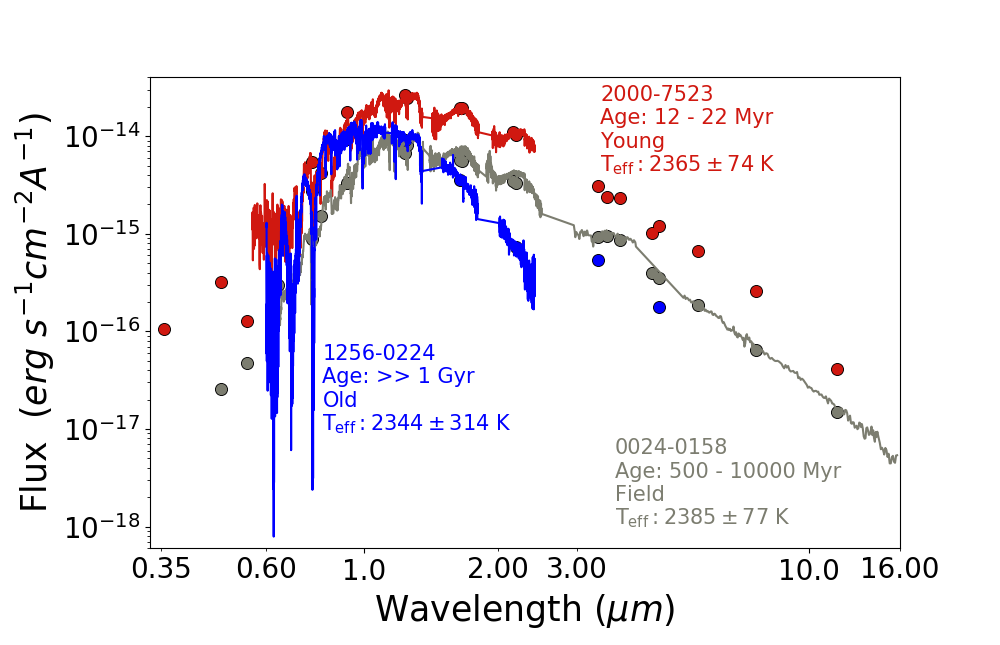 2000-7523
Age: 12 - 22 Myr
Young
T_eff : 2365 ± 74 K
1256-0224
Age: >> 1 Gyr
Old
T_eff : 2344 ± 314 K
0024-0158
Age: 500 - 10000 Myr
Field
T_eff : 2385 ± 77 K
Flux (erg s⁻¹cm⁻²A⁻¹)
10⁻¹⁴
10⁻¹⁵
10⁻¹⁶
10⁻¹⁷
10⁻¹⁸
0.35 0.60 1.0 2.00 3.00 10.0 16.00
Wavelength (μm)